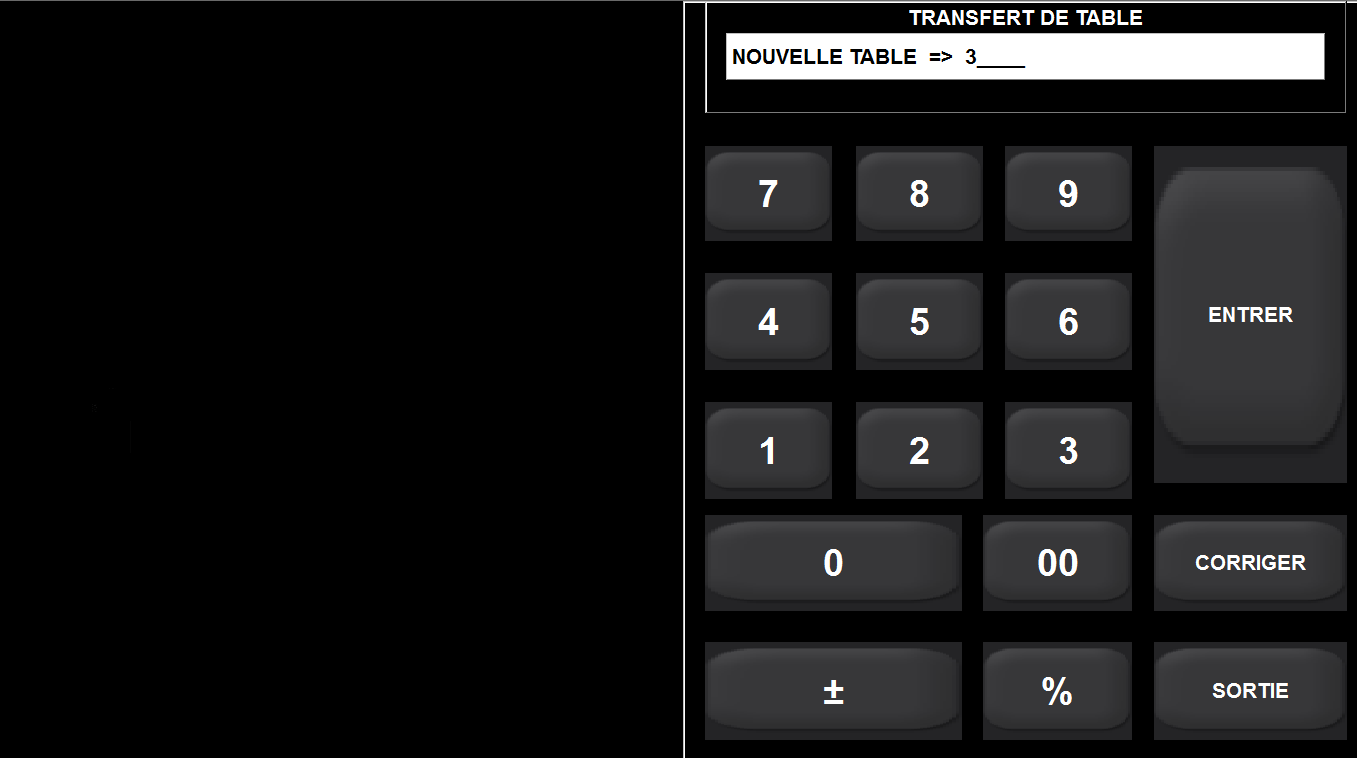 TRANSFERT DE TABLE
NOUVELLE TABLE => 3____
7 8 9
4 5 6
ENTRER
1 2 3
0 00 CORRIGER
± % SORTIE